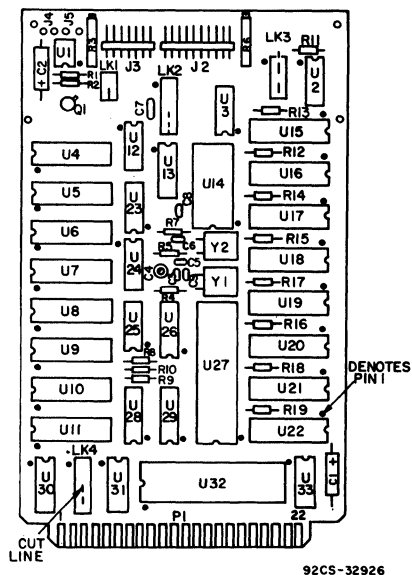 J4 J5
U1 R3 J3 J2 R6 R11
C2 R1 R2 LK1 LK2 LK3 U2
Q1 C7 U3 R13
U15
U4 U12 R12
U13 U14 U16
U5 R14
U23 C8 U17
U6 R7 R15
C6 Y2
R5 U18
U7 U24 C5
C4 Y1 R17
R4 U19
U8 R16
U25 U26 U27 U20
U9 R8
R10 R18
R9 DENOTES
PIN 1
U10 U21
U28 U29 R19
U11 U22
LK4
U30 U31 U32 U33 C1
CUT
LINE
1 P1 22
92CS-32926